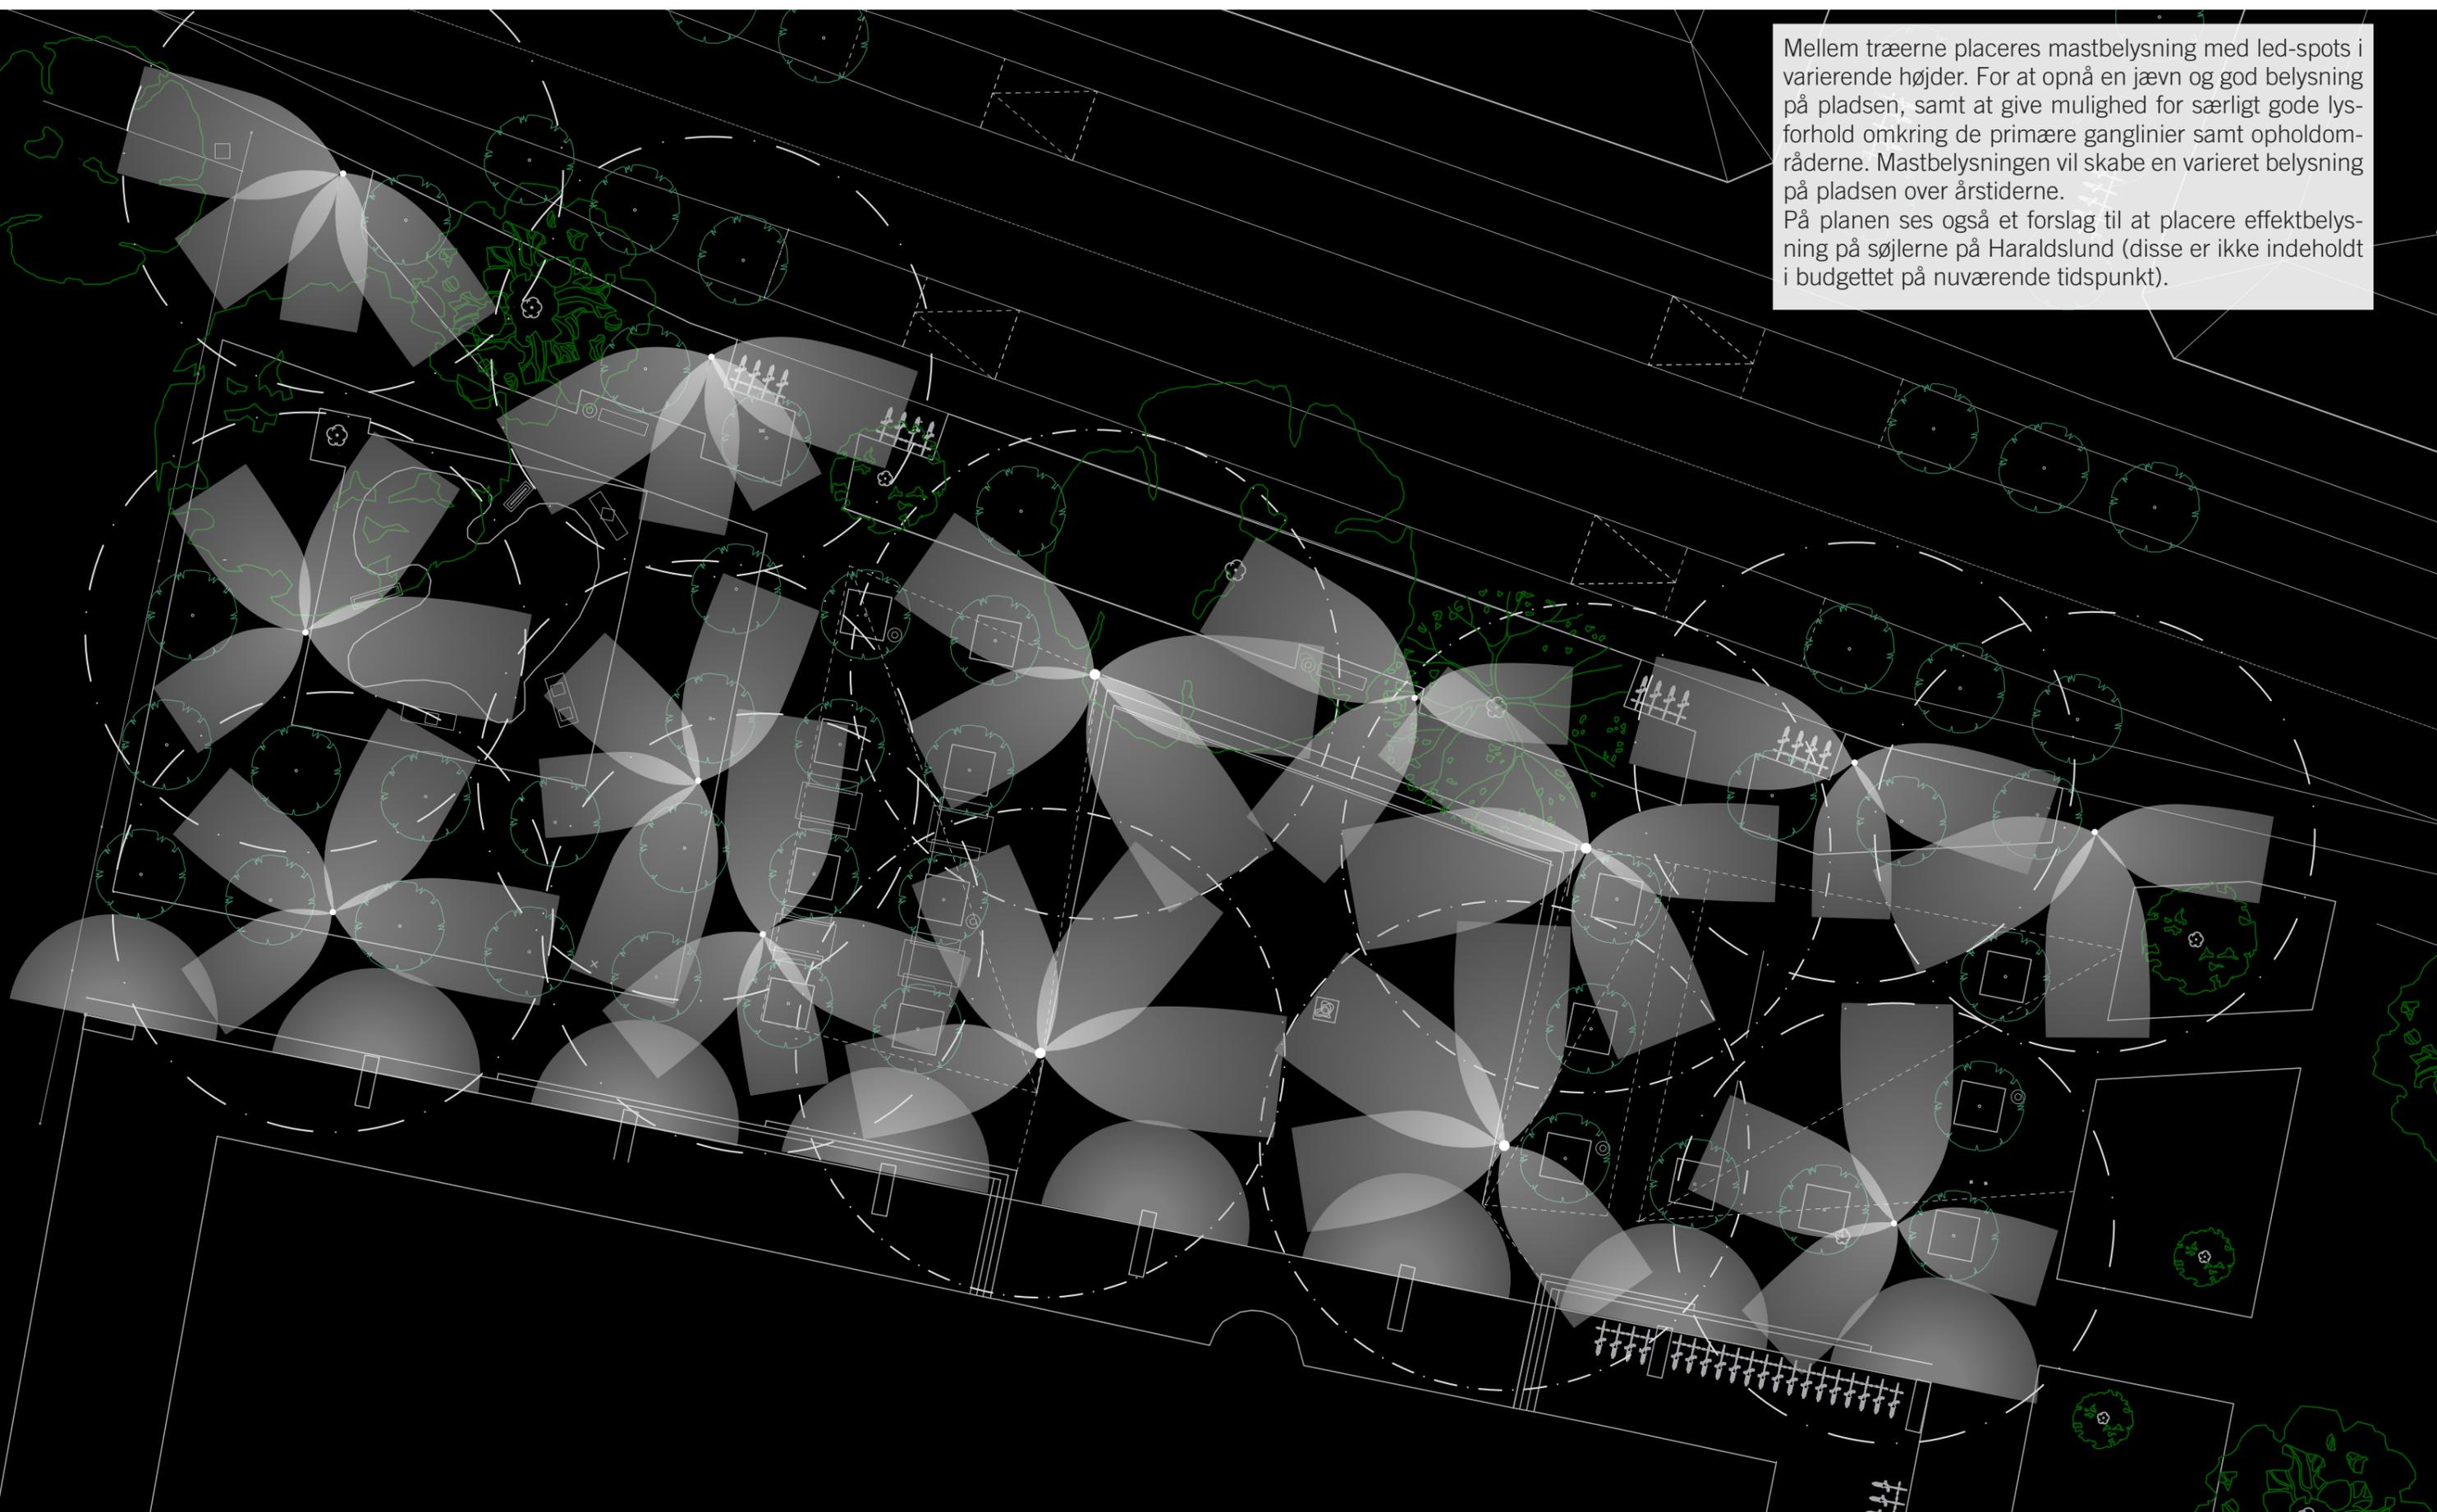 Mellem træerne placeres mastbelysning med led-spots i
varierende højder. For at opnå en jævn og god belysning
på pladsen, samt at give mulighed for særligt gode lys-
forhold omkring de primære ganglinier samt opholdom-
råderne. Mastbelysningen vil skabe en varieret belysning
på pladsen over årstiderne.
På planen ses også et forslag til at placere effektbelys-
ning på søjlerne på Haraldslund (disse er ikke indeholdt
i budgettet på nuværende tidspunkt).